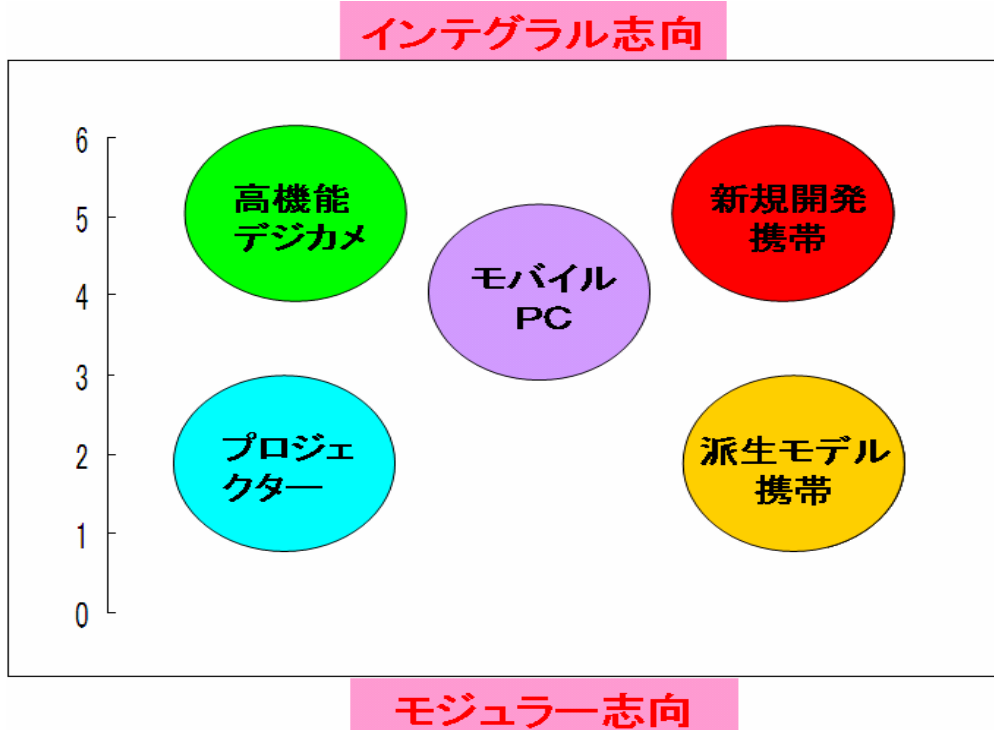 インテグラル志向
6
5
4
3
2
1
0
高機能
デジカメ
新規開発
携帯
モバイル
PC
プロジェ
クター
派生モデル
携帯
モジュラー志向